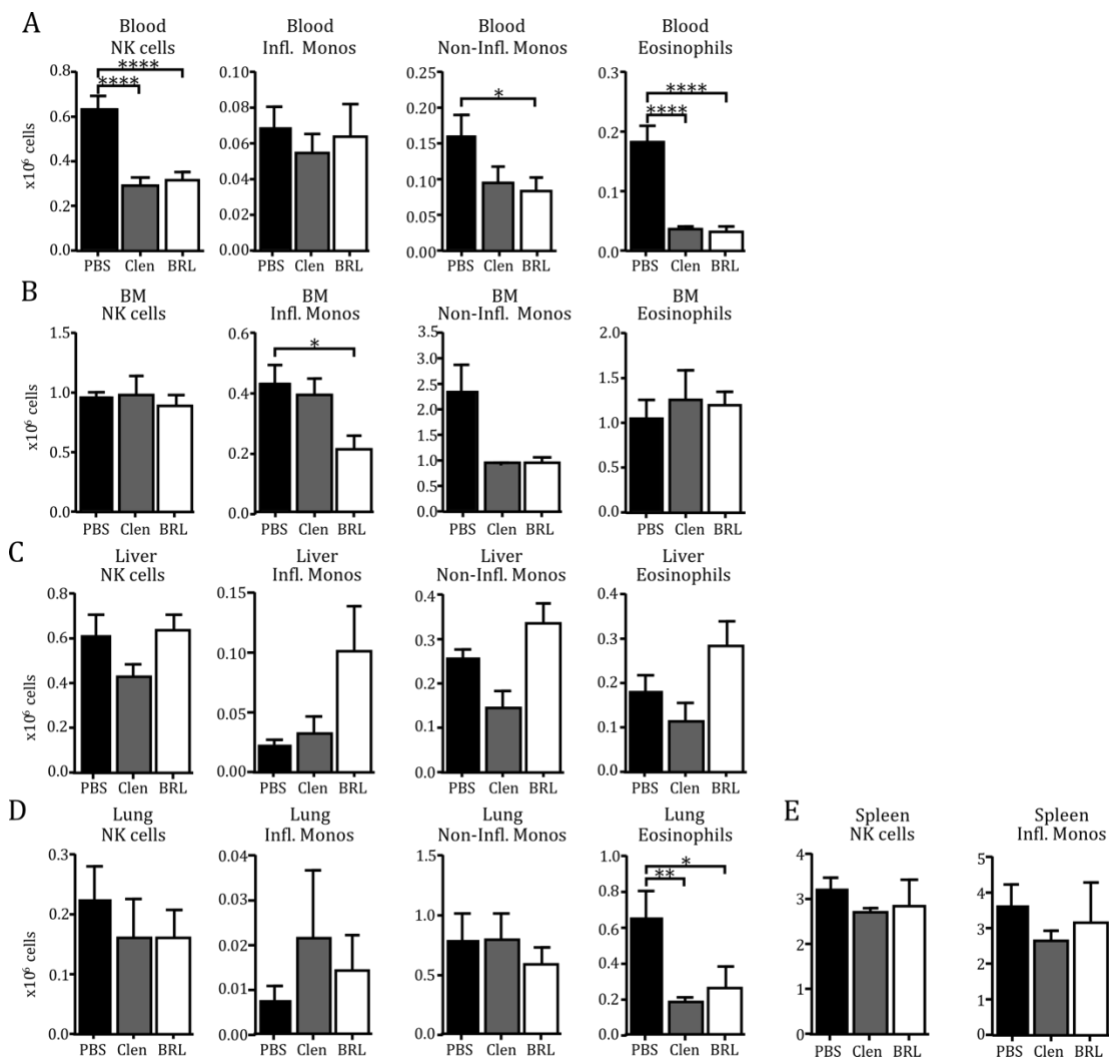 A
Blood
NK cells
Blood
Infl. Monos
Blood
Non-Infl. Monos
Blood
Eosinophils
x10⁶ cells
0.8
0.6
0.4
0.2
0.0
****
****
PBS Clen BRL
0.10
0.08
0.06
0.04
0.02
0.00
PBS Clen BRL
0.25
0.20
0.15
0.10
0.05
0.00
*
PBS Clen BRL
0.3
0.2
0.3
0.0
****
****
PBS Clen BRL
B
BM
NK cells
BM
Infl. Monos
BM
Non-Infl. Monos
BM
Eosinophils
x10⁶ cells
1.5
1.0
0.5
0.0
PBS Clen BRL
0.6
0.4
0.2
0.0
*
PBS Clen BRL
3.5
3.0
2.5
2.0
1.5
1.0
5.0
0.0
PBS Clen BRL
2.0
1.5
1.0
0.5
0.0
PBS Clen BRL
C
Liver
NK cells
Liver
Infl. Monos
Liver
Non-Infl. Monos
Liver
Eosinophils
x10⁶ cells
0.8
0.6
0.4
0.2
0.0
PBS Clen BRL
0.15
0.10
0.05
0.00
PBS Clen BRL
0.4
0.3
0.2
0.1
0.0
PBS Clen BRL
0.4
0.3
0.2
0.1
0.0
PBS Clen BRL
D
Lung
NK cells
Lung
Infl. Monos
Lung
Non-Infl. Monos
Lung
Eosinophils
x10⁶ cells
0.3
0.2
0.1
0.0
PBS Clen BRL
0.04
0.03
0.02
0.01
0.00
PBS Clen BRL
1.5
1.0
0.5
0.0
PBS Clen BRL
1.0
0.8
0.6
0.4
0.2
0.0
*
**
PBS Clen BRL
E
Spleen
NK cells
Spleen
Infl. Monos
4
3
2
1
0
PBS Clen BRL
5
4
3
2
1
0
PBS Clen BRL